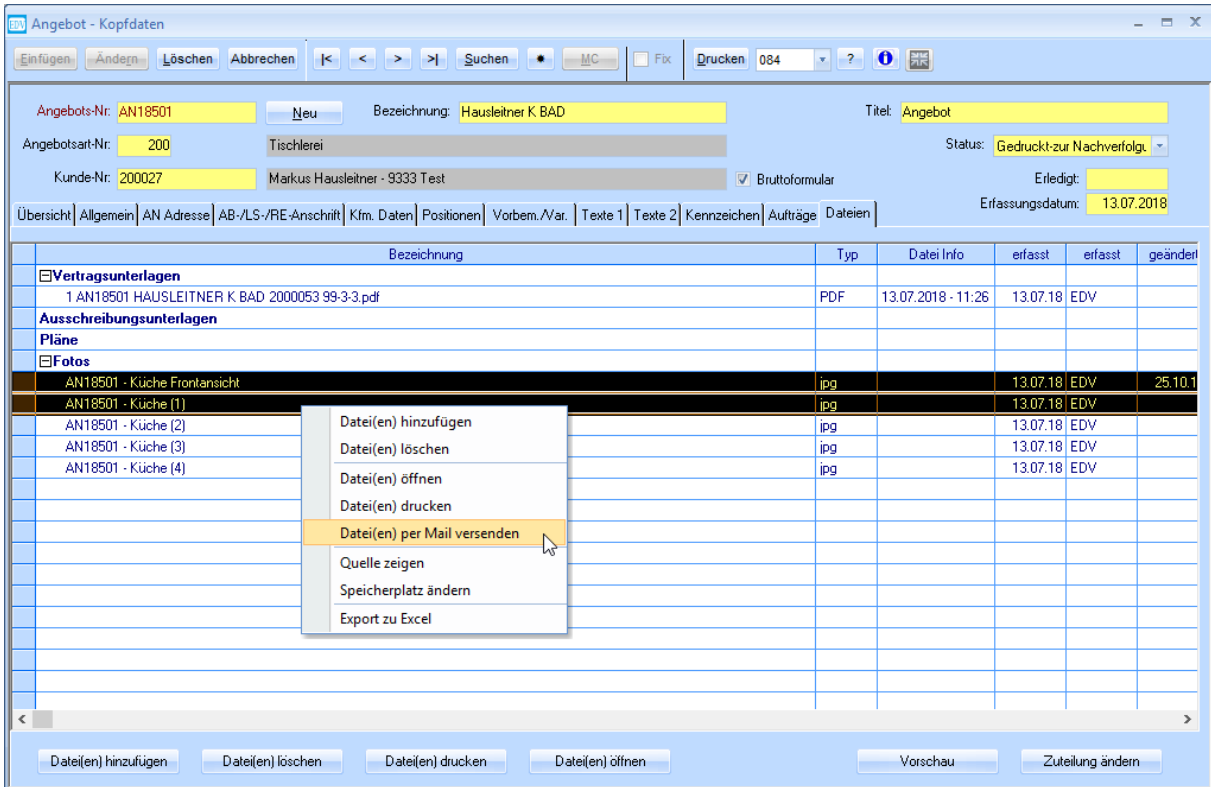 EDV Angebot - Kopfdaten
Einfügen Ändern Löschen Abbrechen |< < > >| Suchen * MC Fix Drucken 084 ? i
Angebots-Nr: AN18501 Neu Bezeichnung: Hausleitner K BAD Titel: Angebot
Angebotsart-Nr: 200 Tischlerei Status: Gedruckt-zur Nachverfolgu
Kunde-Nr: 200027 Markus Hausleitner - 9333 Test Bruttoformular Erledigt:
Erfassungsdatum: 13.07.2018
Übersicht Allgemein AN Adresse AB-/LS-/RE-Anschrift Kfm. Daten Positionen Vorbem./Var. Texte 1 Texte 2 Kennzeichen Aufträge Dateien
Bezeichnung Typ Datei Info erfasst erfasst geändert
Vertragsunterlagen
1 AN18501 HAUSLEITNER K BAD 2000053 99-3-3.pdf PDF 13.07.2018 - 11:26 13.07.18 EDV
Ausschreibungsunterlagen
Pläne
Fotos
AN18501 - Küche Frontansicht jpg 13.07.18 EDV 25.10.1
AN18501 - Küche (1) jpg 13.07.18 EDV
AN18501 - Küche (2) jpg 13.07.18 EDV
AN18501 - Küche (3) jpg 13.07.18 EDV
AN18501 - Küche (4) jpg 13.07.18 EDV
Datei(en) hinzufügen
Datei(en) löschen
Datei(en) öffnen
Datei(en) drucken
Datei(en) per Mail versenden
Quelle zeigen
Speicherplatz ändern
Export zu Excel
Datei(en) hinzufügen Datei(en) löschen Datei(en) drucken Datei(en) öffnen Vorschau Zuteilung ändern